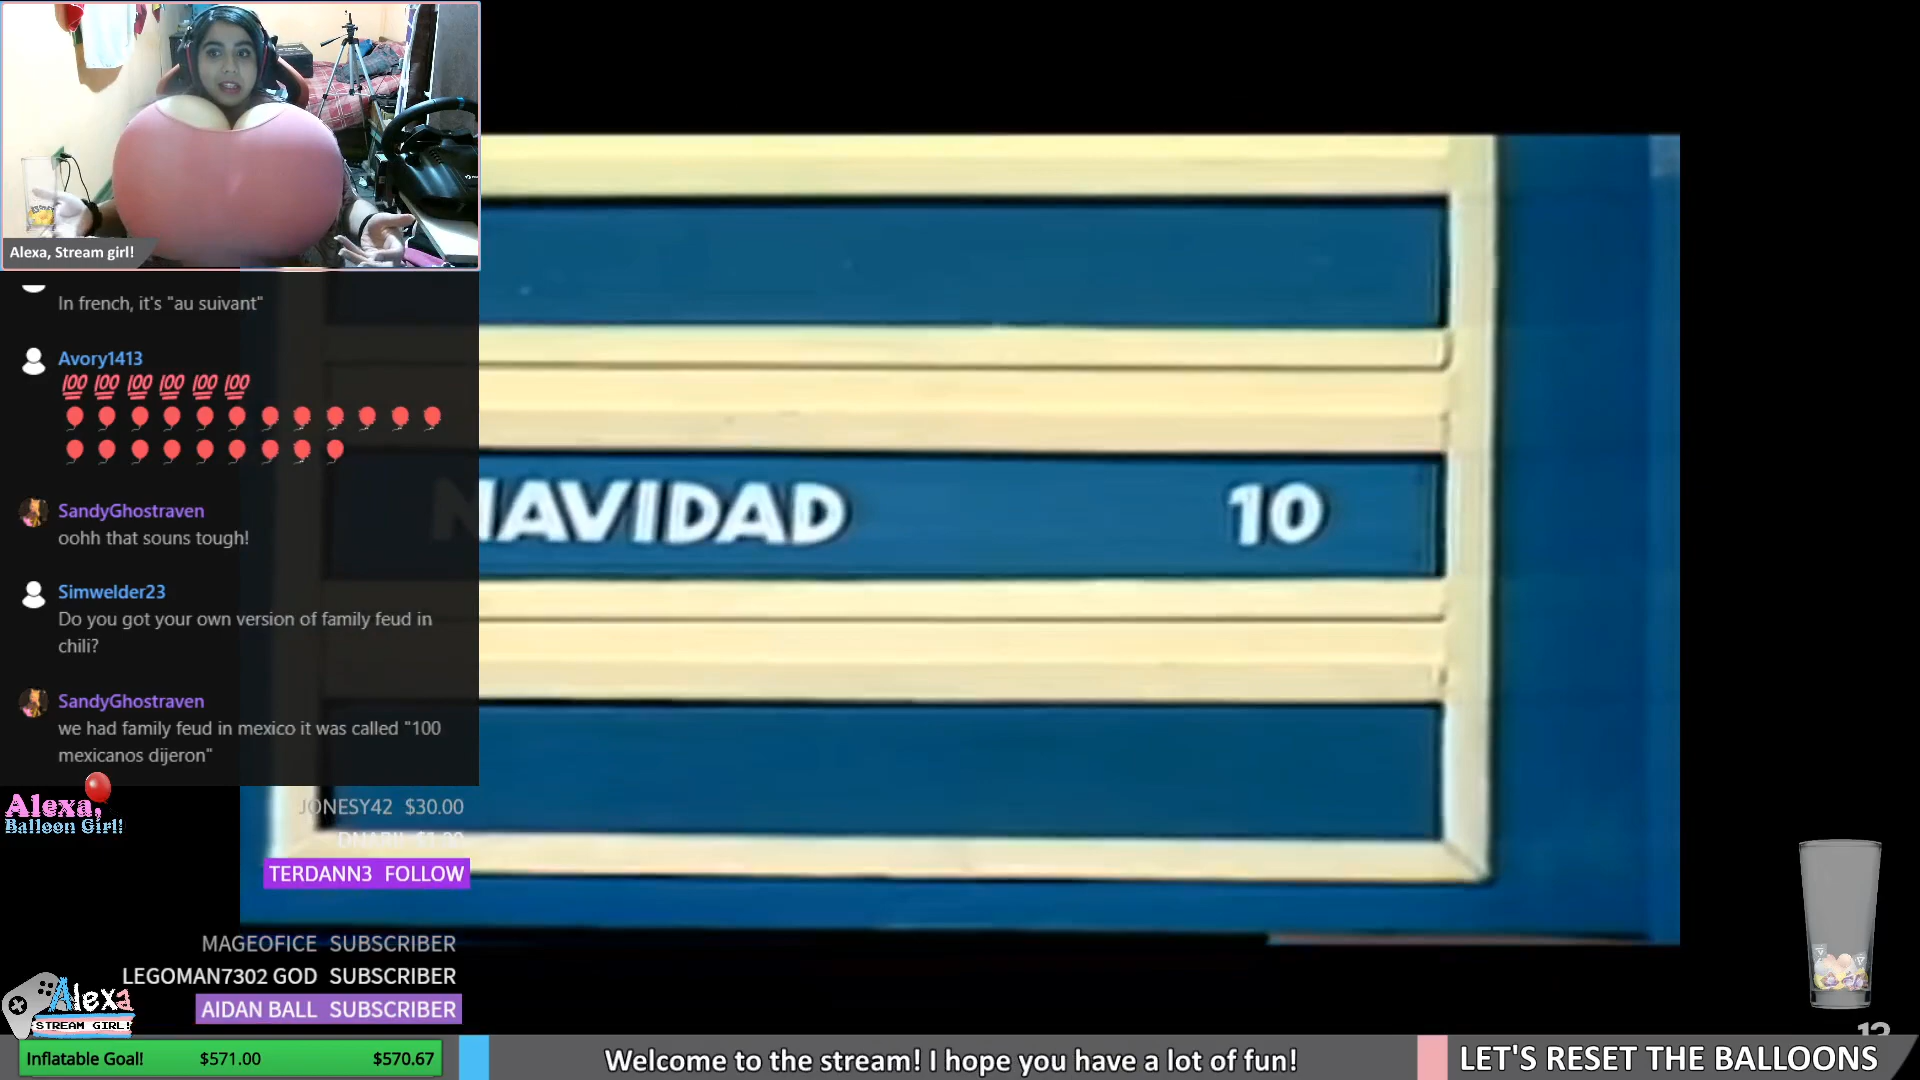 Alexa, Stream girl!
In french, it's "au suivant"
Avory1413
SandyGhostraven
oohh that souns tough!
Simwelder23
Do you got your own version of family feud in
chili?
SandyGhostraven
we had family feud in mexico it was called "100
mexicanos dijeron"
NAVIDAD 10
Alexa,
Balloon Girl!
JONESY42 $30.00
TERDANN3 FOLLOW
MAGEOFICE SUBSCRIBER
LEGOMAN7302 GOD SUBSCRIBER
AIDAN BALL SUBSCRIBER
Alexa
STREAM GIRL!
Inflatable Goal! $571.00 $570.67
Welcome to the stream! I hope you have a lot of fun!
LET'S RESET THE BALLOONS